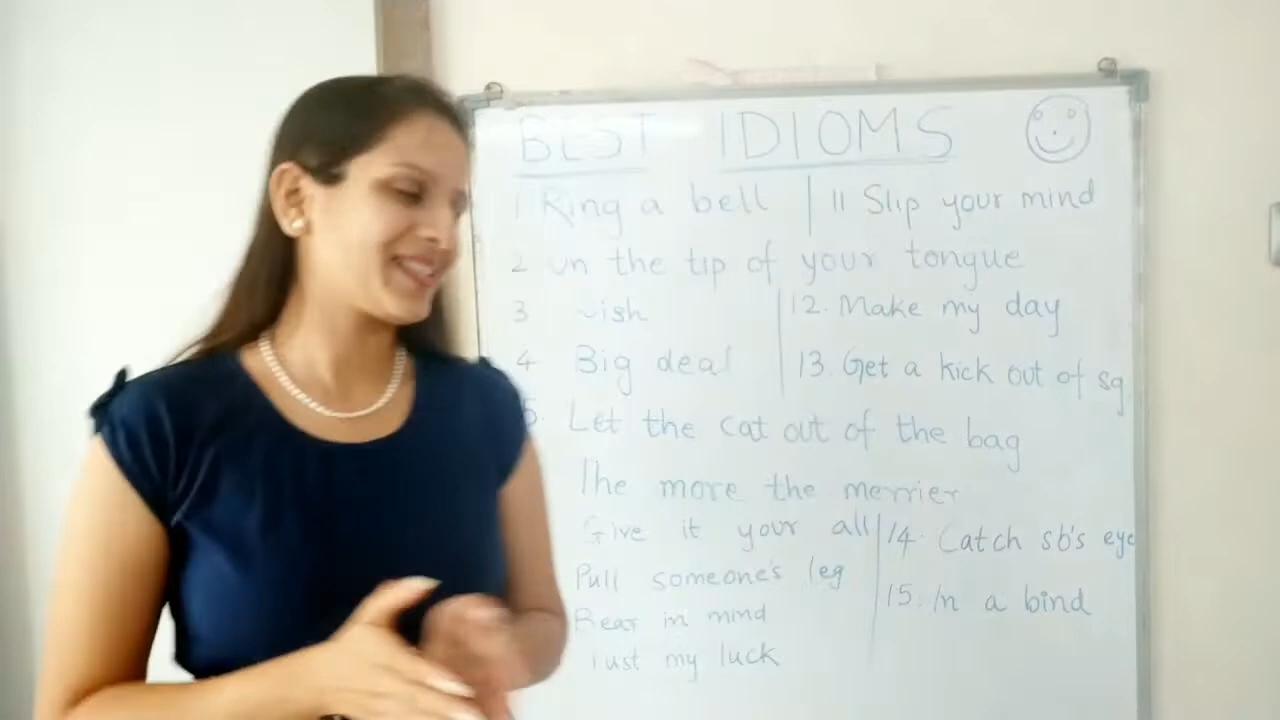 BEST IDIOMS
1 Ring a bell
2 on the tip of your tongue
3 ish
4 Big deal
5. Let the cat out of the bag
The more the merrier
Give it your all
Pull someone's leg
Bear in mind
Just my luck
11 Slip your mind
12. Make my day
13. Get a kick out of sg
14. Catch sb's eye
15. In a bind